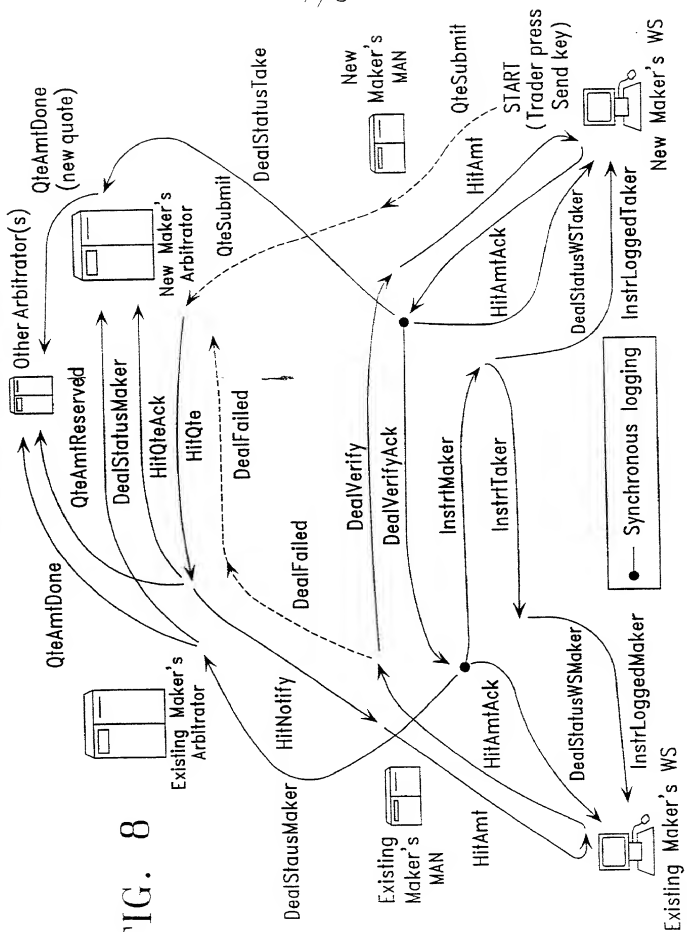 FIG. 8
Other Arbitrator(s)
QteAmtDone
(new quote)
DealStatusTake
New
Maker's
MAN
QteSubmit
START
(Trader press
Send key)
New Maker's WS
New Maker's
Arbitrator
QteSubmit
HitAmt
HitAmtAck
DealStatusWSTaker
InstrLoggedTaker
QteAmtDone
QteAmtReserved
DealStatusMaker
HitQteAck
HitQte
DealFailed
DealFailed
DealVerify
DealVerifyAck
InstrMaker
InstrTaker
Synchronous logging
Existing Maker's
Arbitrator
HitNotify
DealStausMaker
Existing
Maker's
MAN
HitAmt
HitAmtAck
DealStatusWSMaker
InstrLoggedMaker
Existing Maker's WS